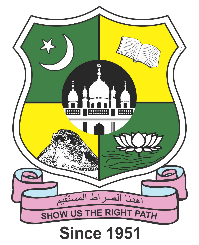 اهدنا الصراط المستقيم
SHOW US THE RIGHT PATH
Since 1951